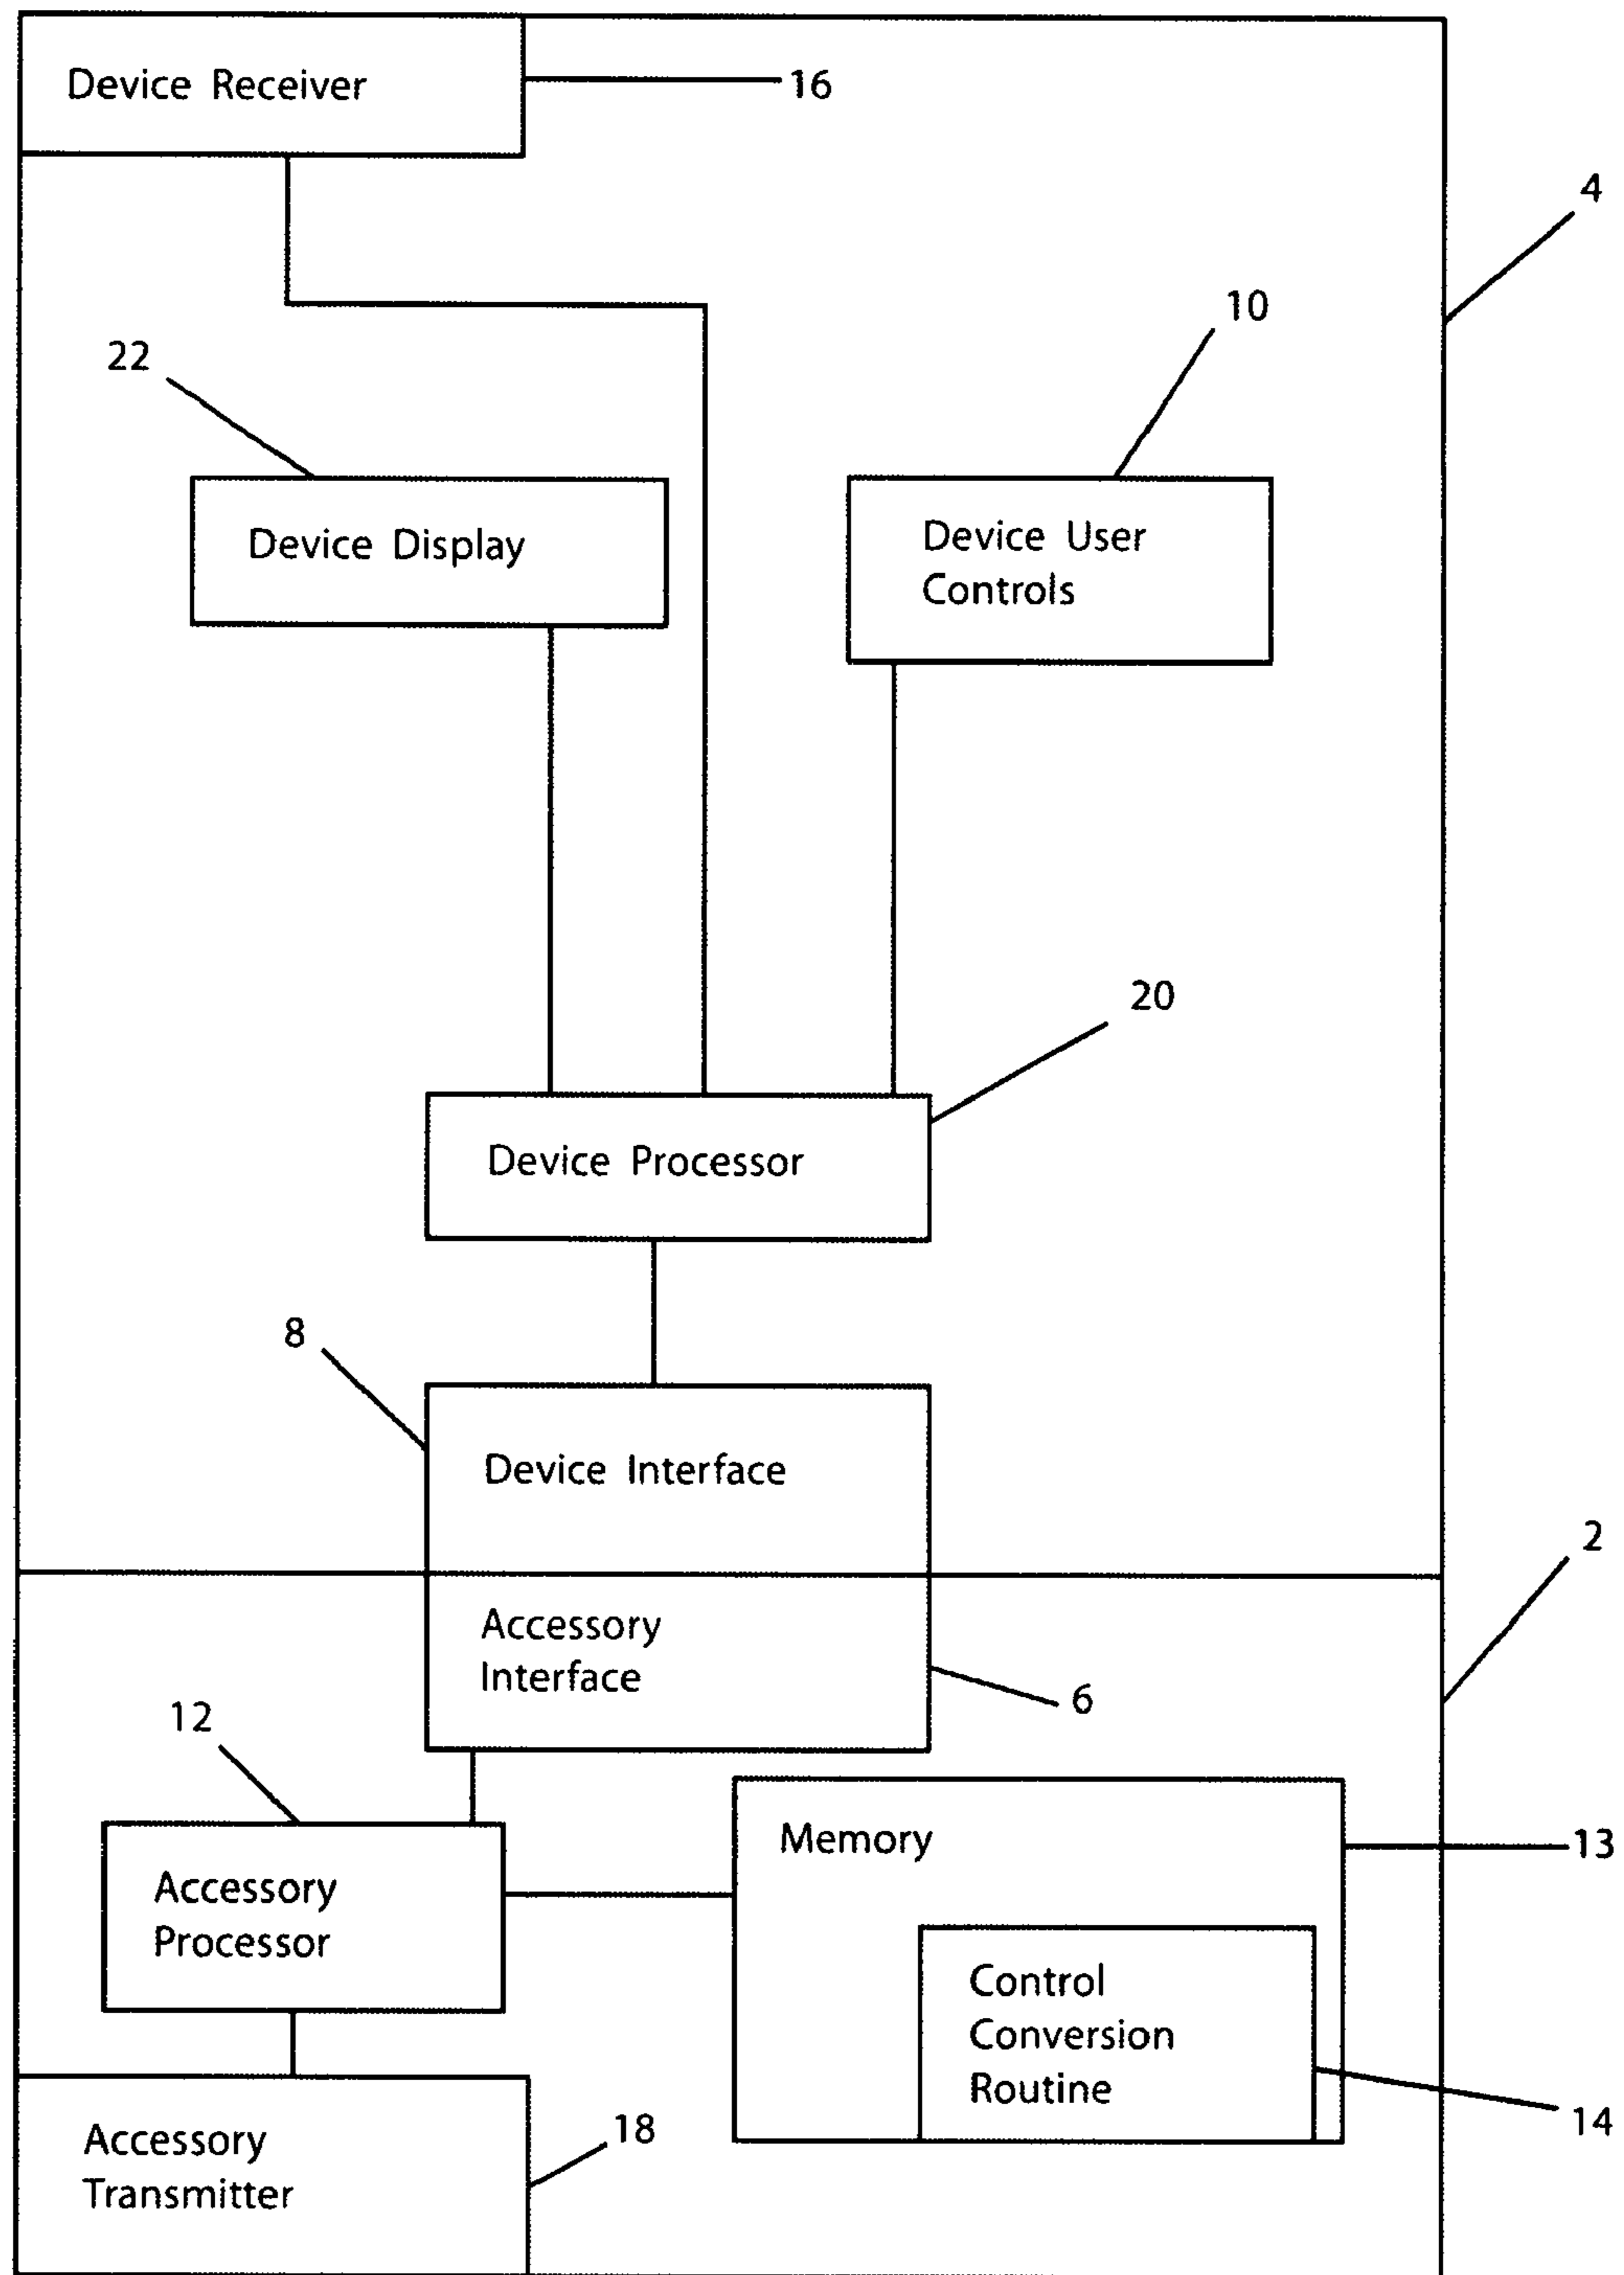 Device Receiver
16
4
10
22
Device Display
Device User
Controls
20
Device Processor
8
Device Interface
2
Accessory
Interface
6
12
Memory
13
Accessory
Processor
Control
Conversion
Routine
14
18
Accessory
Transmitter